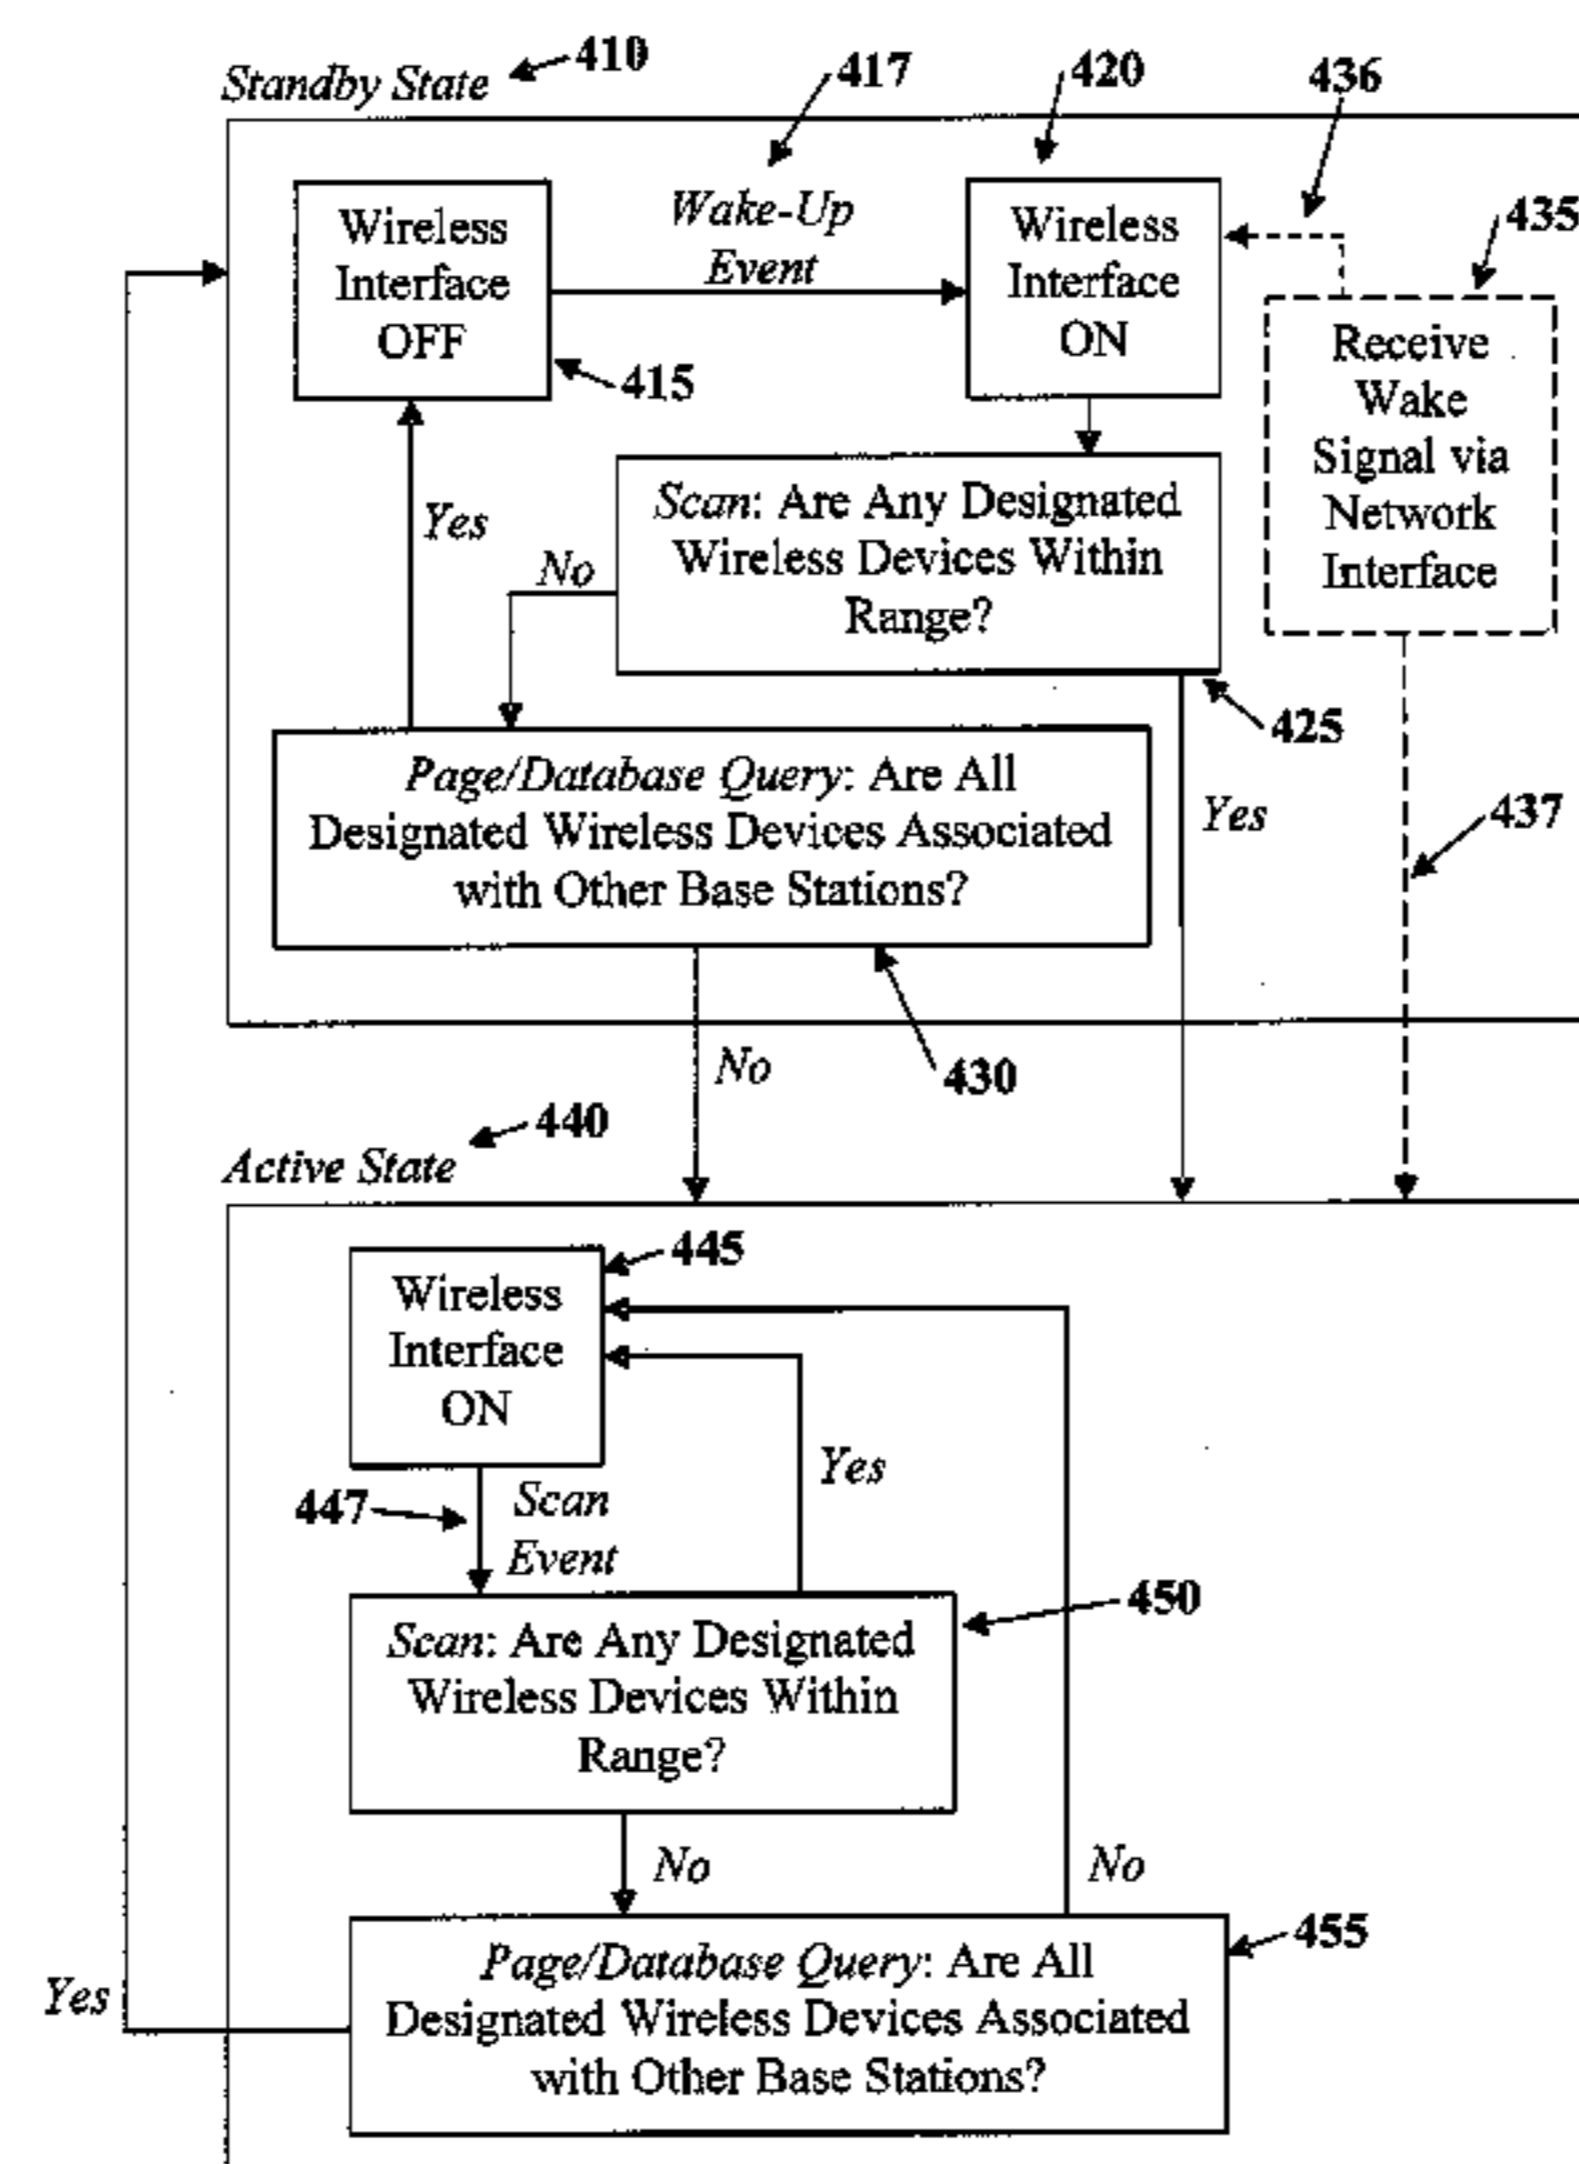 Standby State
410
417
420
436
435
Wireless
Interface
OFF
415
Wake-Up
Event
Wireless
Interface
ON
Receive
Wake
Signal via
Network
Interface
Yes
No
Scan: Are Any Designated
Wireless Devices Within
Range?
425
Page/Database Query: Are All
Designated Wireless Devices Associated
with Other Base Stations?
Yes
437
No
430
Active State
440
Wireless
Interface
ON
445
447
Scan
Event
Yes
Scan: Are Any Designated
Wireless Devices Within
Range?
450
No
No
Page/Database Query: Are All
Designated Wireless Devices Associated
with Other Base Stations?
455
Yes